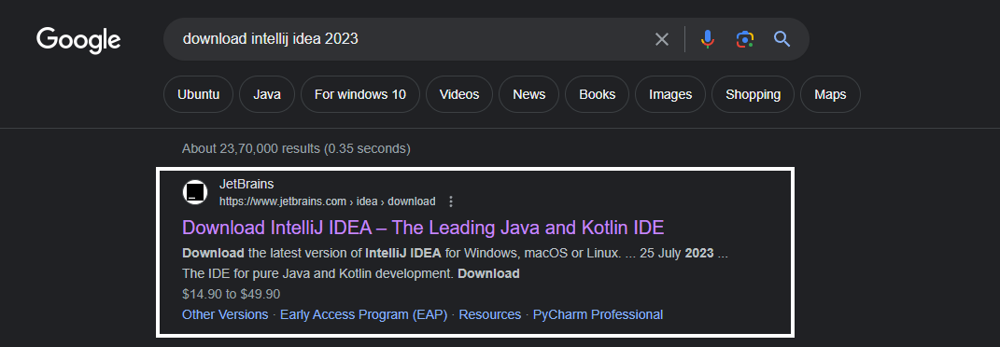 Google
download intellij idea 2023
Ubuntu Java For windows 10 Videos News Books Images Shopping Maps
About 23,70,000 results (0.35 seconds)
JetBrains
https://www.jetbrains.com › idea › download
Download IntelliJ IDEA – The Leading Java and Kotlin IDE
Download the latest version of IntelliJ IDEA for Windows, macOS or Linux. ... 25 July 2023 ...
The IDE for pure Java and Kotlin development. Download
$14.90 to $49.90
Other Versions · Early Access Program (EAP) · Resources · PyCharm Professional